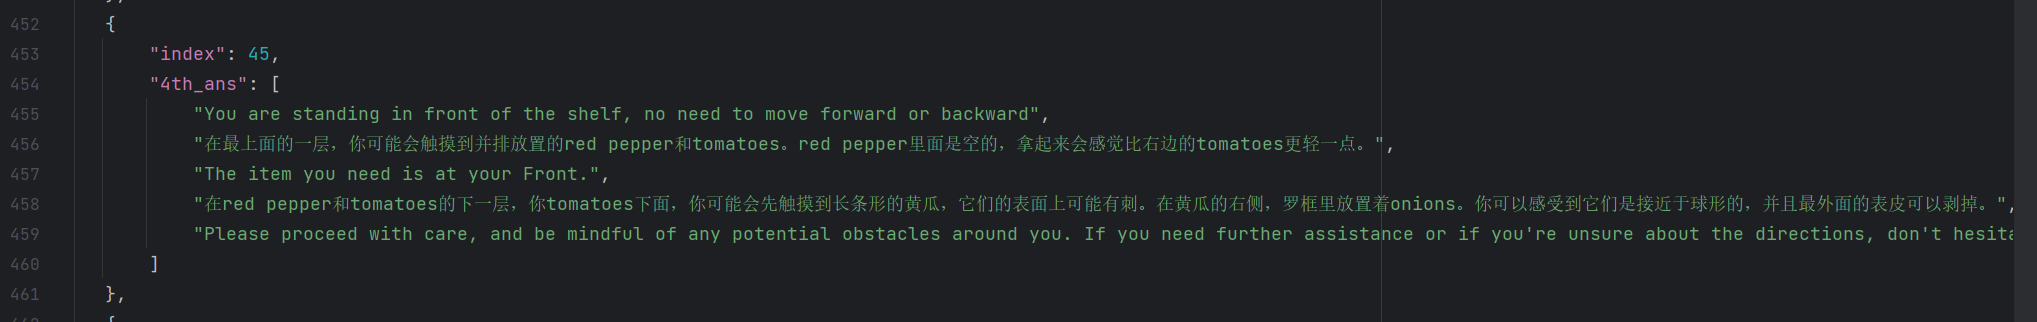 452 {
453 "index": 45,
454 "4th_ans": [
455 "You are standing in front of the shelf, no need to move forward or backward",
456 "在最上面的一层，你可能会触摸到并排放置的red pepper和tomatoes。red pepper里面是空的，拿起来会感觉比右边的tomatoes更轻一点。",
457 "The item you need is at your Front.",
458 "在red pepper和tomatoes的下一层，你tomatoes下面，你可能会先触摸到长条形的黄瓜，它们的表面上可能有刺。在黄瓜的右侧，罗框里放置着onions。你可以感受到它们是接近于球形的，并且最外面的表皮可以剥掉。",
459 "Please proceed with care, and be mindful of any potential obstacles around you. If you need further assistance or if you're unsure about the directions, don't hesita
460 ]
461 },